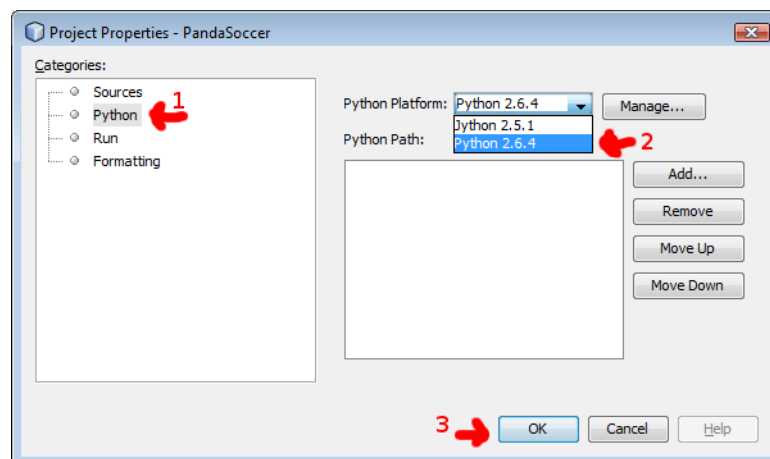 Project Properties - PandaSoccer
Categories:
Sources
Python
Run
Formatting
1
Python Platform: Python 2.6.4
Manage...
Jython 2.5.1
Python 2.6.4
2
Python Path:
Add...
Remove
Move Up
Move Down
3
OK
Cancel
Help